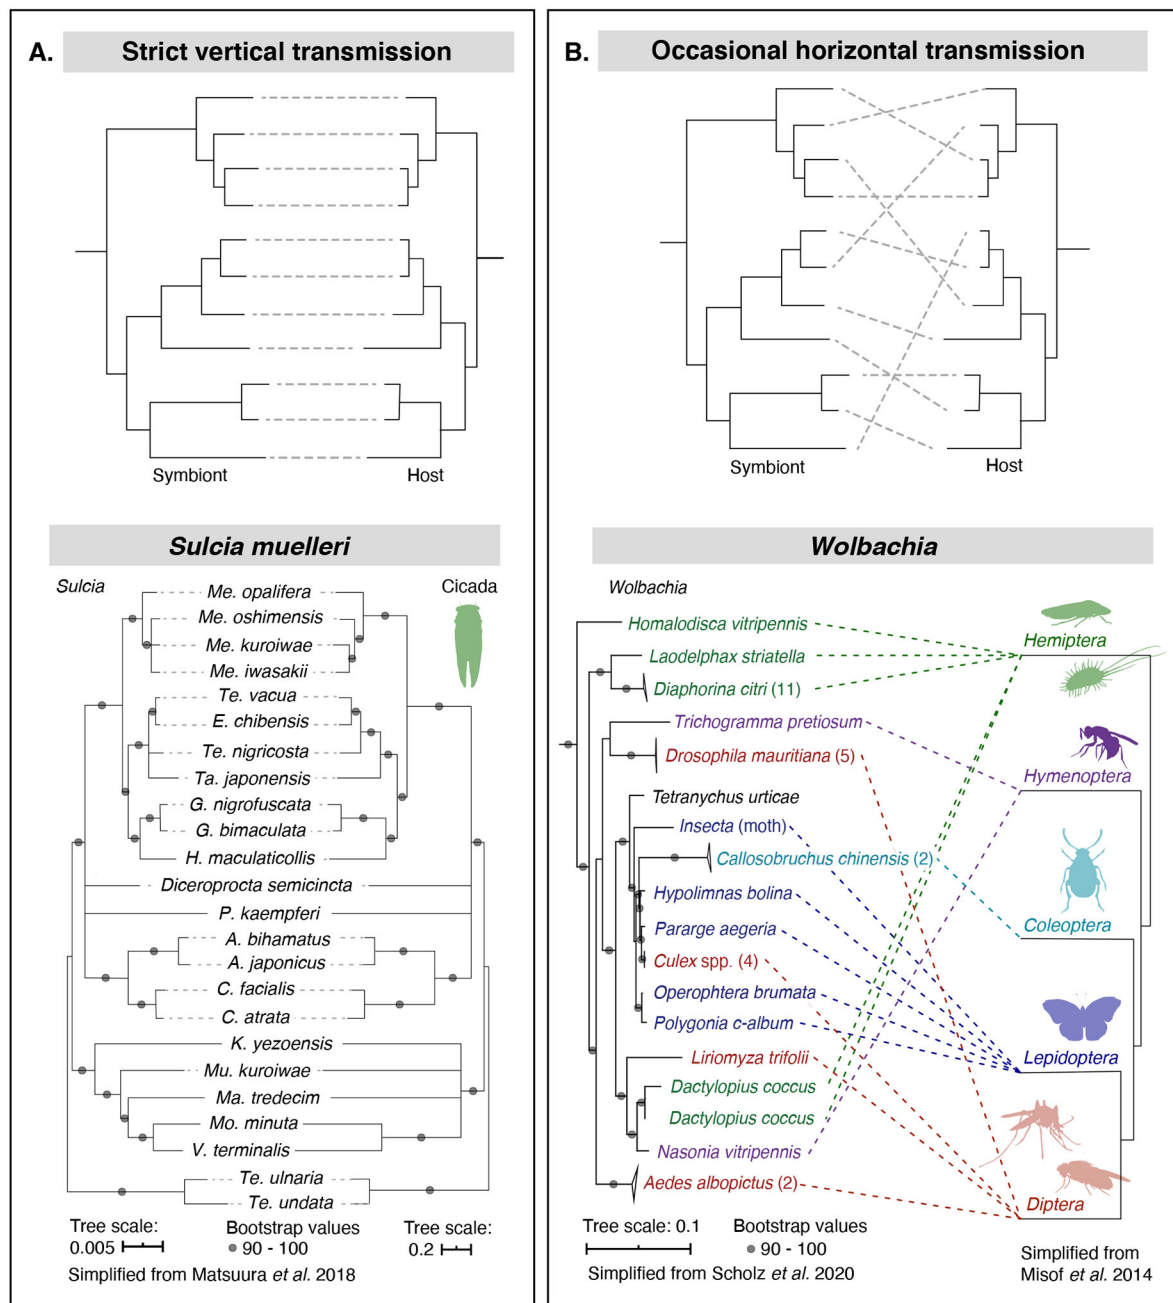 A.
Strict vertical transmission
Symbiont
Host
Sulcia muelleri
Sulcia
Cicada
Me. opalifera
Me. oshimensis
Me. kuroiwae
Me. iwasakii
Te. vacua
E. chibensis
Te. nigricosta
Ta. japonensis
G. nigrofuscata
G. bimaculata
H. maculaticollis
Diceroprocta semicincta
P. kaempferi
A. bihamatus
A. japonicus
C. facialis
C. atrata
K. yezoensis
Mu. kuroiwae
Ma. tredecim
Mo. minuta
V. terminalis
Te. ulnaria
Te. undata
Tree scale:
0.005
Bootstrap values
90 - 100
Tree scale:
0.2
Simplified from Matsuura et al. 2018
B.
Occasional horizontal transmission
Symbiont
Host
Wolbachia
Wolbachia
Homalodisca vitripennis
Laodelphax striatella
Diaphorina citri (11)
Trichogramma pretiosum
Drosophila mauritiana (5)
Tetranychus urticae
Insecta (moth)
Callosobruchus chinensis (2)
Hypolimnas bolina
Pararge aegeria
Culex spp. (4)
Operophtera brumata
Polygonia c-album
Liriomyza trifolii
Dactylopius coccus
Dactylopius coccus
Nasonia vitripennis
Aedes albopictus (2)
Hemiptera
Hymenoptera
Coleoptera
Lepidoptera
Diptera
Tree scale: 0.1
Bootstrap values
90 - 100
Simplified from Scholz et al. 2020
Simplified from
Misof et al. 2014